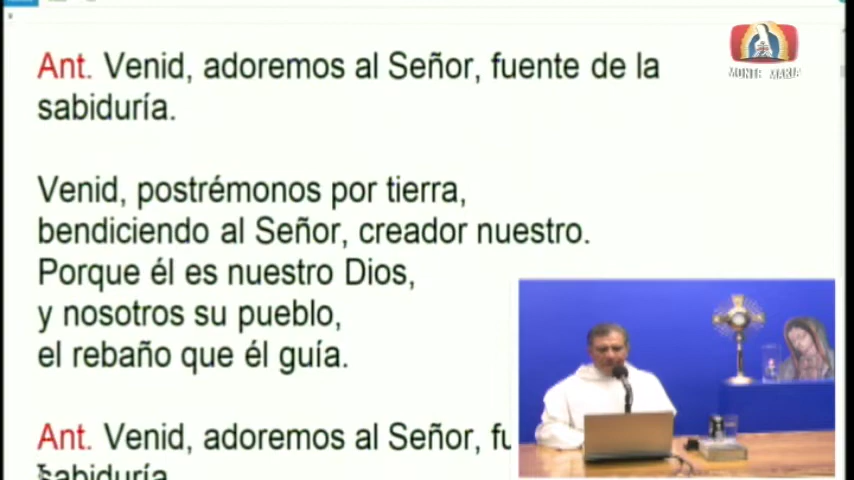 MONTE MARIA
Ant. Venid, adoremos al Señor, fuente de la
sabiduría.
Venid, postrémonos por tierra,
bendiciendo al Señor, creador nuestro.
Porque él es nuestro Dios,
y nosotros su pueblo,
el rebaño que él guía.
Ant. Venid, adoremos al Señor, fu
sabiduría